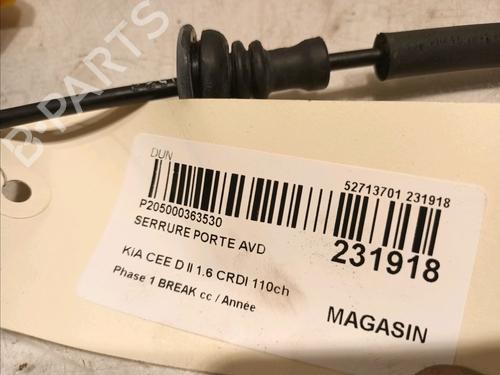 B-PARTS
DUN
52713701 231918
P205000363530
SERRURE PORTE AVD
231918
KIA CEE D II 1.6 CRDI 110ch
Phase 1 BREAK cc / Année
MAGASIN